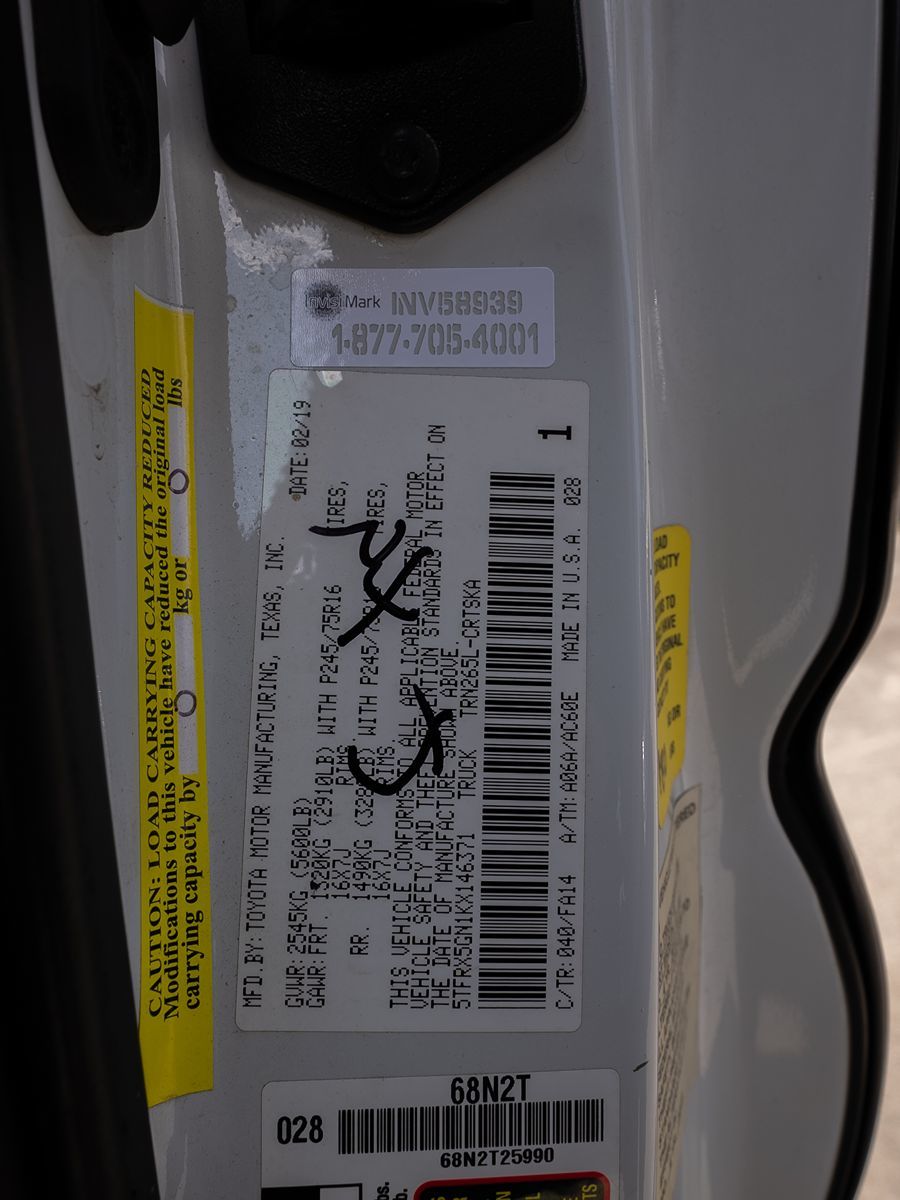 InvisiMark INV58939
1-877-705-4001
CAUTION: LOAD CARRYING CAPACITY REDUCED
Modifications to this vehicle have reduced the original load
carrying capacity by 0 kg or 0 lbs
MFD.BY:TOYOTA MOTOR MANUFACTURING, TEXAS, INC. DATE:02/19
GVWR:2545KG (5600LB)
GAWR:FRT. 1320KG (2910LB) WITH P245/75R16 TIRES,
16X7J RIMS
RR. 1490KG WITH TIRES,
16X7J RIMS
THIS VEHICLE CONFORMS TO ALL APPLICABLE FEDERAL MOTOR
VEHICLE SAFETY AND THEFT PREVENTION STANDARDS IN EFFECT ON
THE DATE OF MANUFACTURE SHOWN ABOVE.
5TFRX5GN1KX146371 TRUCK TRN265L-CRTSKA
1
C/TR:040/FA14 A/TM:A06A/AC60E MADE IN U.S.A. 028
68N2T
028
68N2T25990